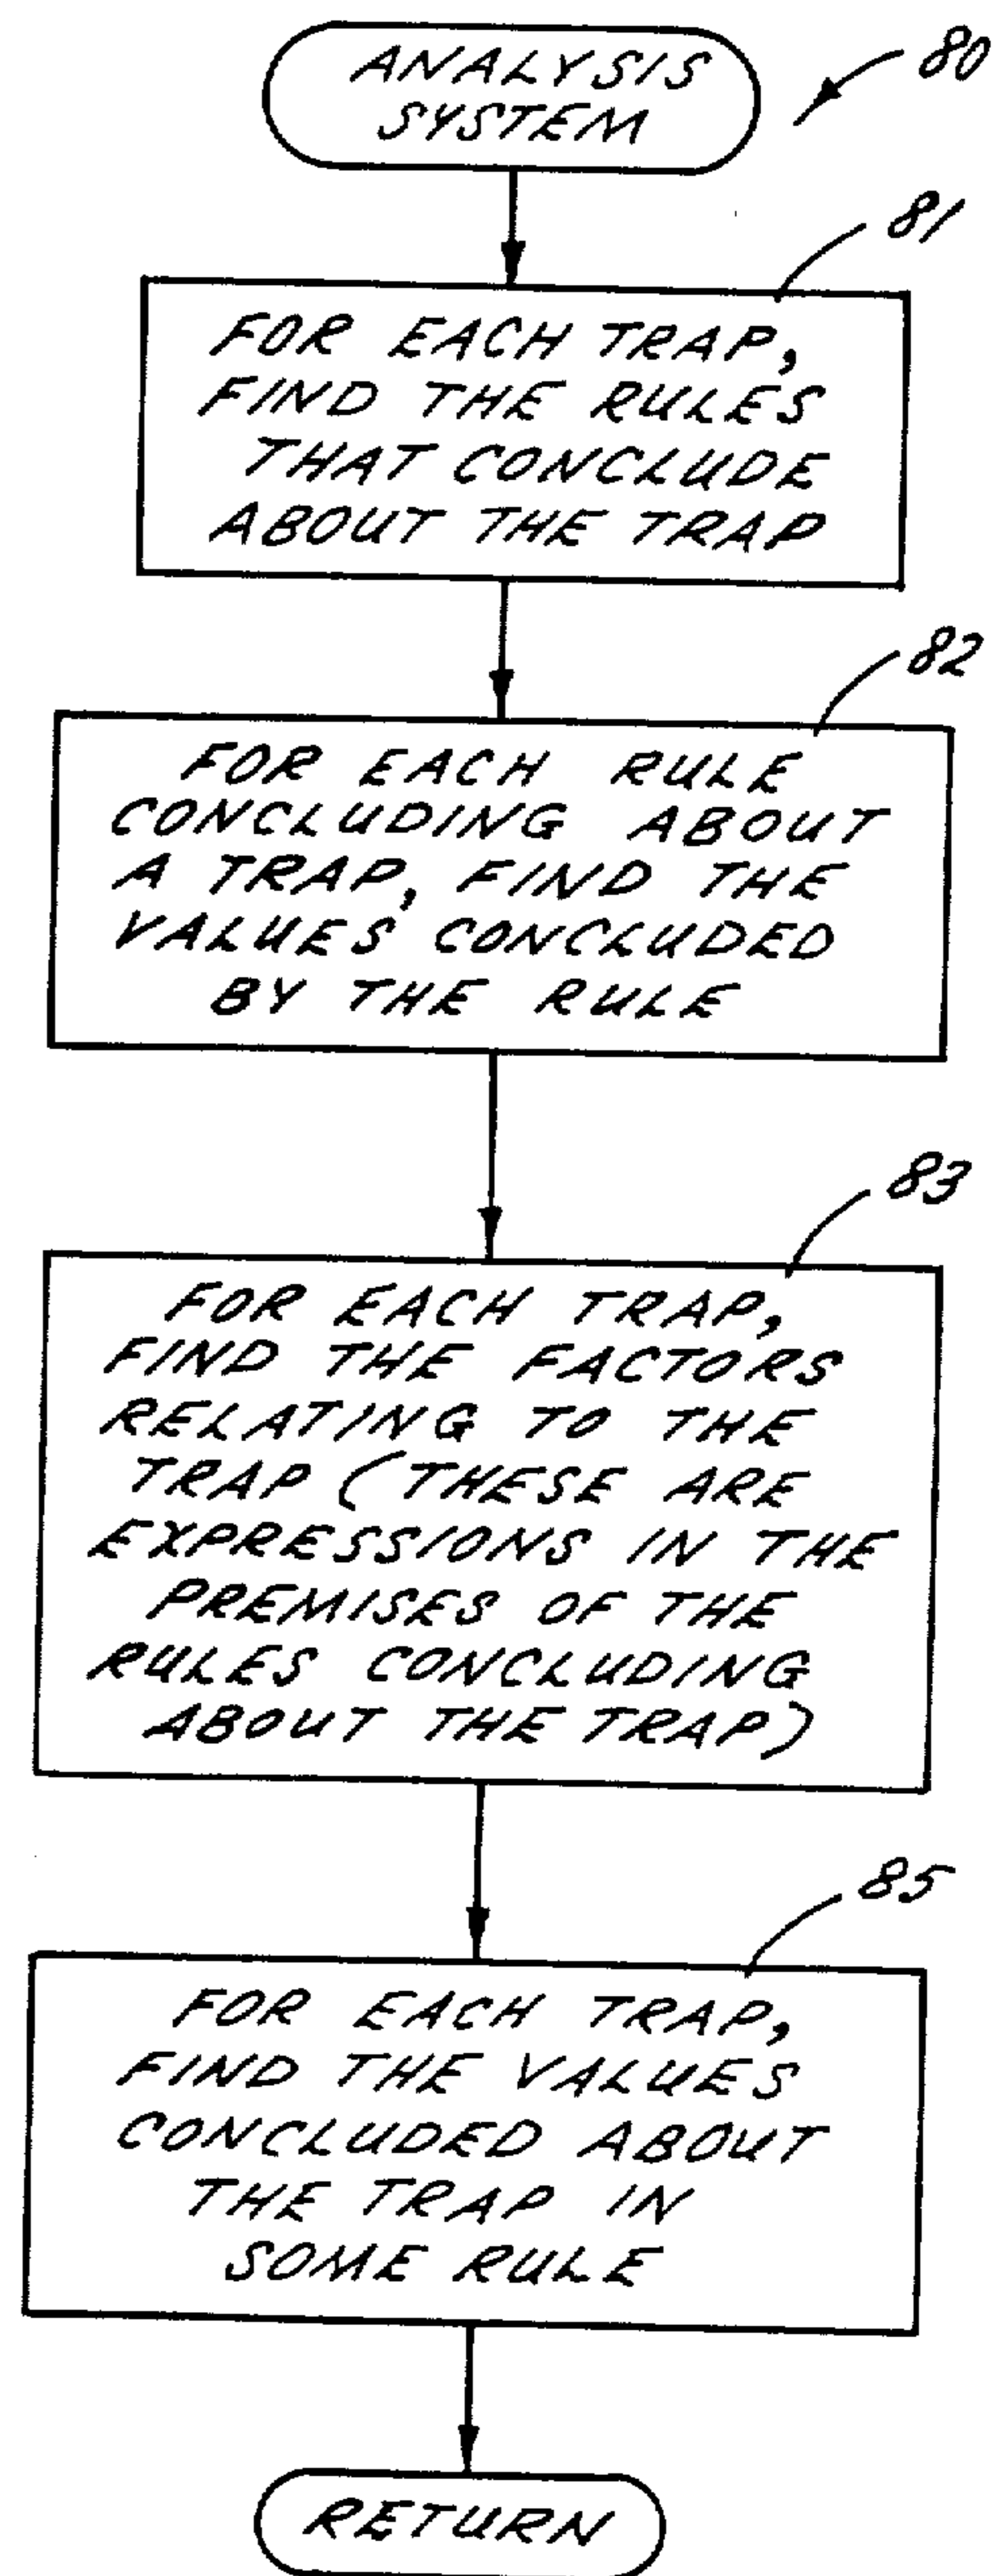 ANALYSIS
SYSTEM
80
81
FOR EACH TRAP,
FIND THE RULES
THAT CONCLUDE
ABOUT THE TRAP
82
FOR EACH RULE
CONCLUDING ABOUT
A TRAP, FIND THE
VALUES CONCLUDED
BY THE RULE
83
FOR EACH TRAP,
FIND THE FACTORS
RELATING TO THE
TRAP (THESE ARE
EXPRESSIONS IN THE
PREMISES OF THE
RULES CONCLUDING
ABOUT THE TRAP)
85
FOR EACH TRAP,
FIND THE VALUES
CONCLUDED ABOUT
THE TRAP IN
SOME RULE
RETURN